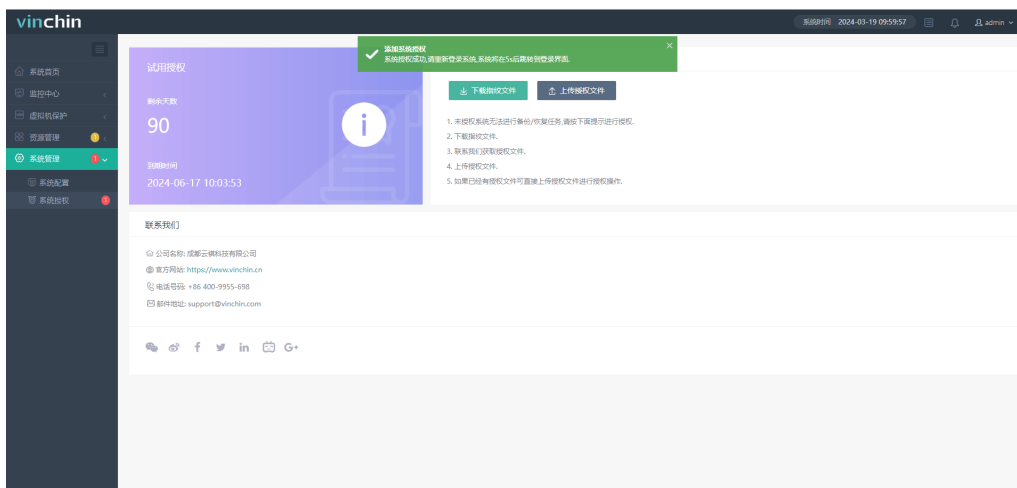 vinchin
系统时间 2024-03-19 09:59:57
admin
系统首页
监控中心
虚拟机保护
资源管理 1
系统管理 1
系统配置
系统授权 1
添加系统授权
系统授权成功,请重新登录系统,系统将在5s后跳转到登录界面.
试用授权
剩余天数
90
到期时间
2024-06-17 10:03:53
下载指纹文件
上传授权文件
1. 未授权系统无法进行备份/恢复任务,请按下面提示进行授权.
2. 下载指纹文件.
3. 联系我们获取授权文件.
4. 上传授权文件.
5. 如果已经有授权文件可直接上传授权文件进行授权操作.
联系我们
公司名称: 成都云祺科技有限公司
官方网站: https://www.vinchin.cn
电话号码: +86 400-9955-698
邮件地址: support@vinchin.com